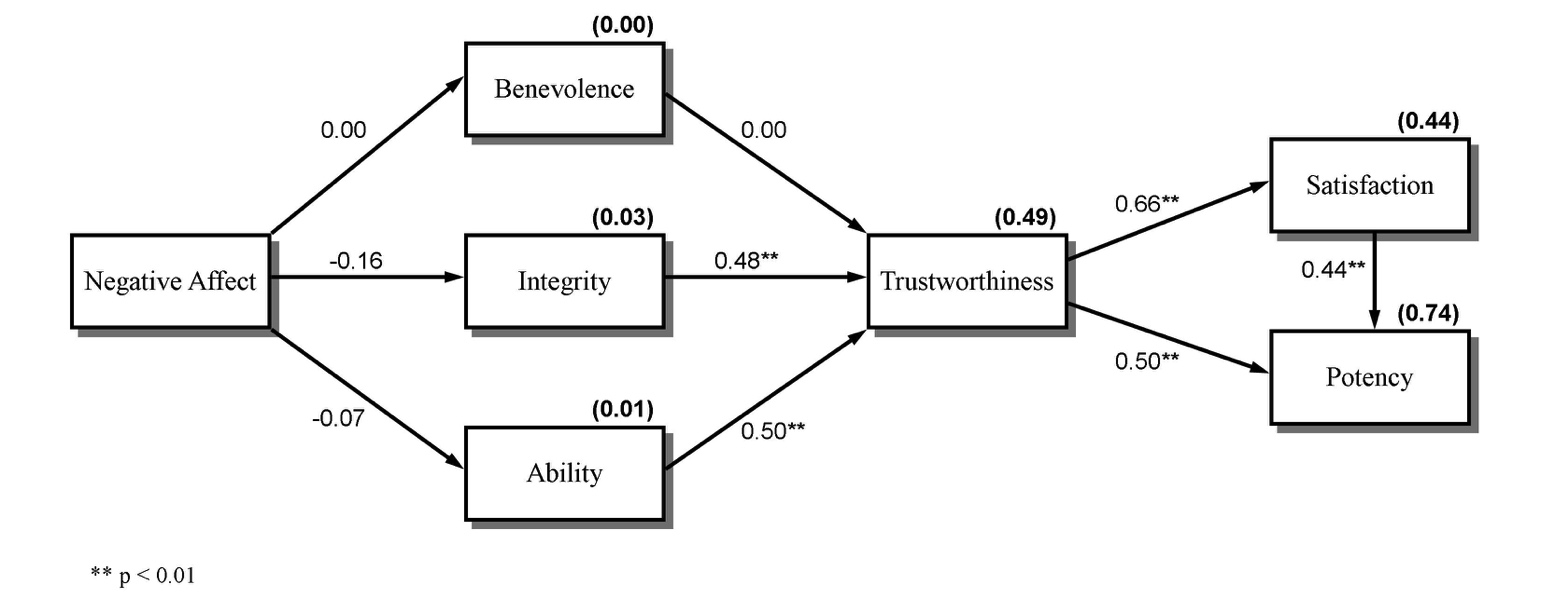 (0.00)
Benevolence
0.00
0.00
(0.44)
Satisfaction
(0.03)
(0.49)
0.66**
Negative Affect
-0.16
Integrity
0.48**
Trustworthiness
0.44**
(0.74)
0.50**
Potency
-0.07
(0.01)
0.50**
Ability
** p < 0.01